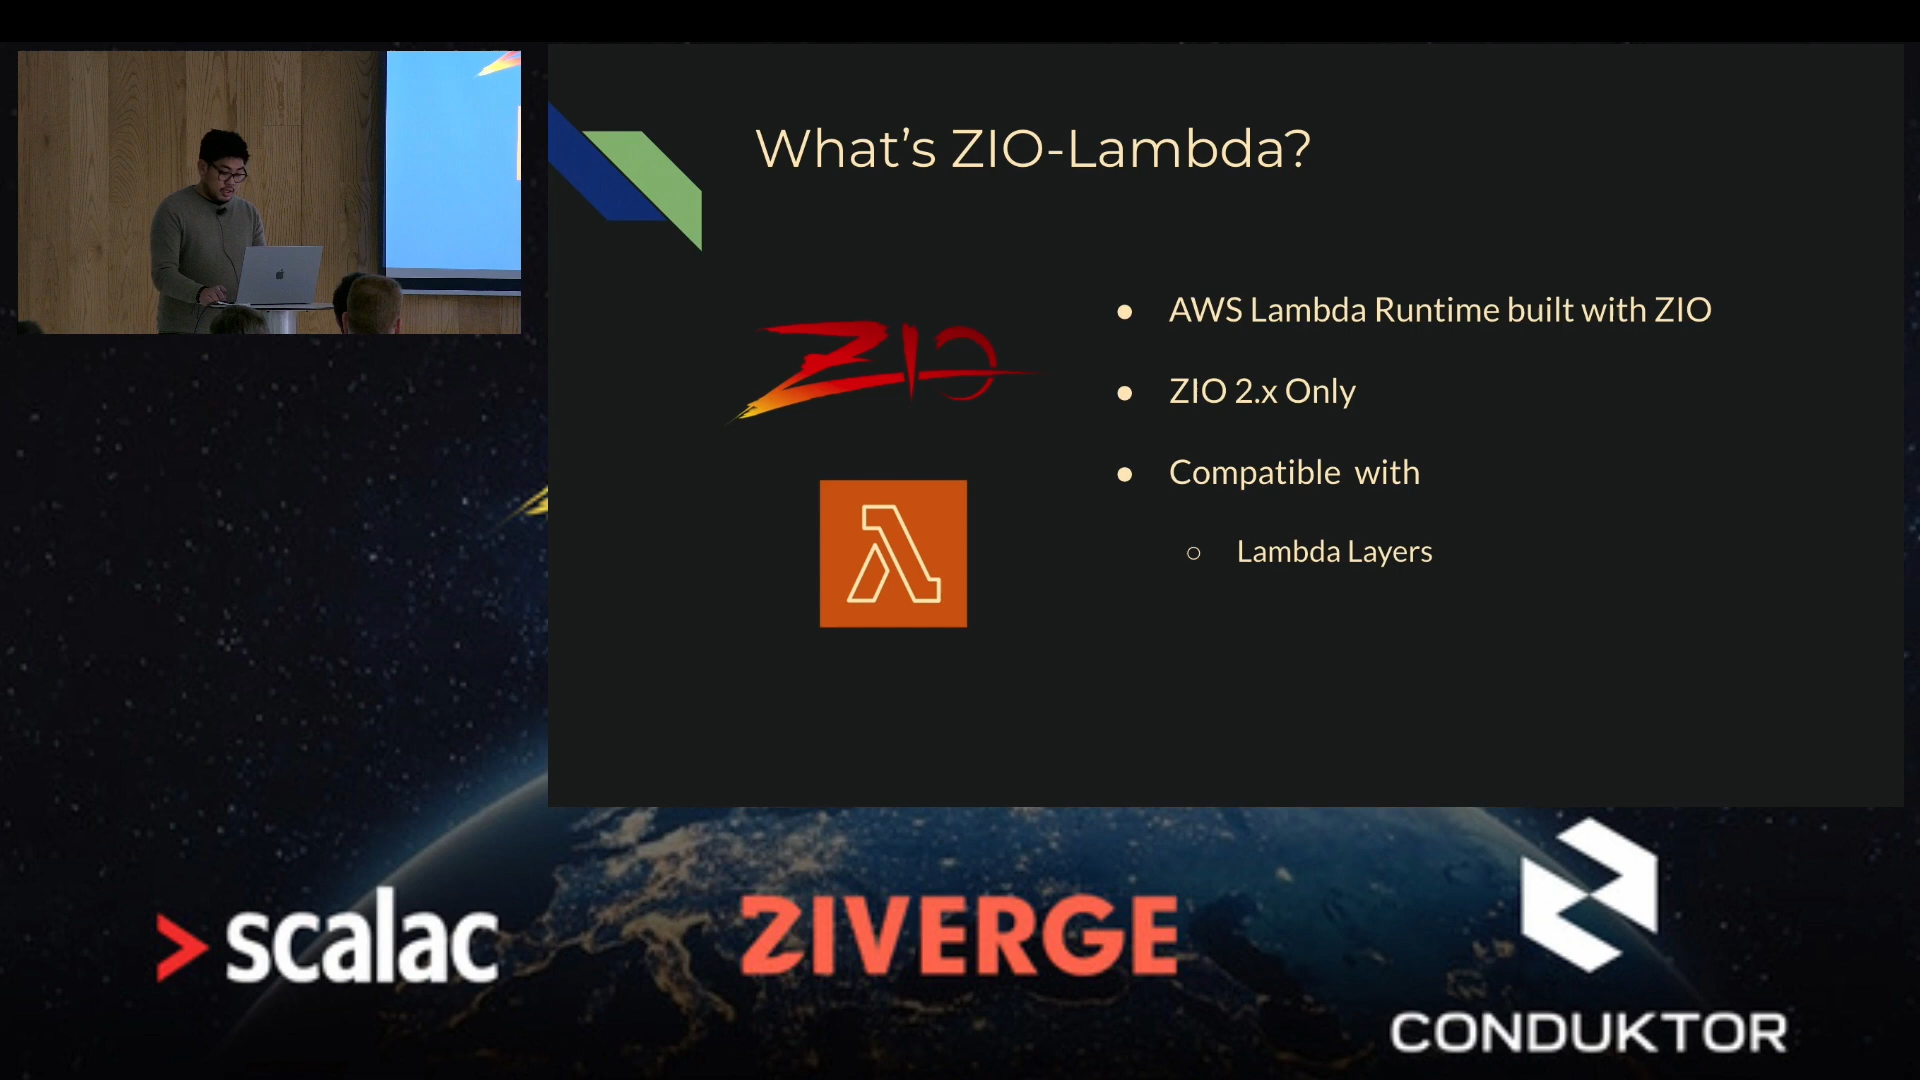 What's ZIO-Lambda?
ZIO
● AWS Lambda Runtime built with ZIO
● ZIO 2.x Only
● Compatible with
○ Lambda Layers
scalac
ZIVERGE
CONDUKTOR